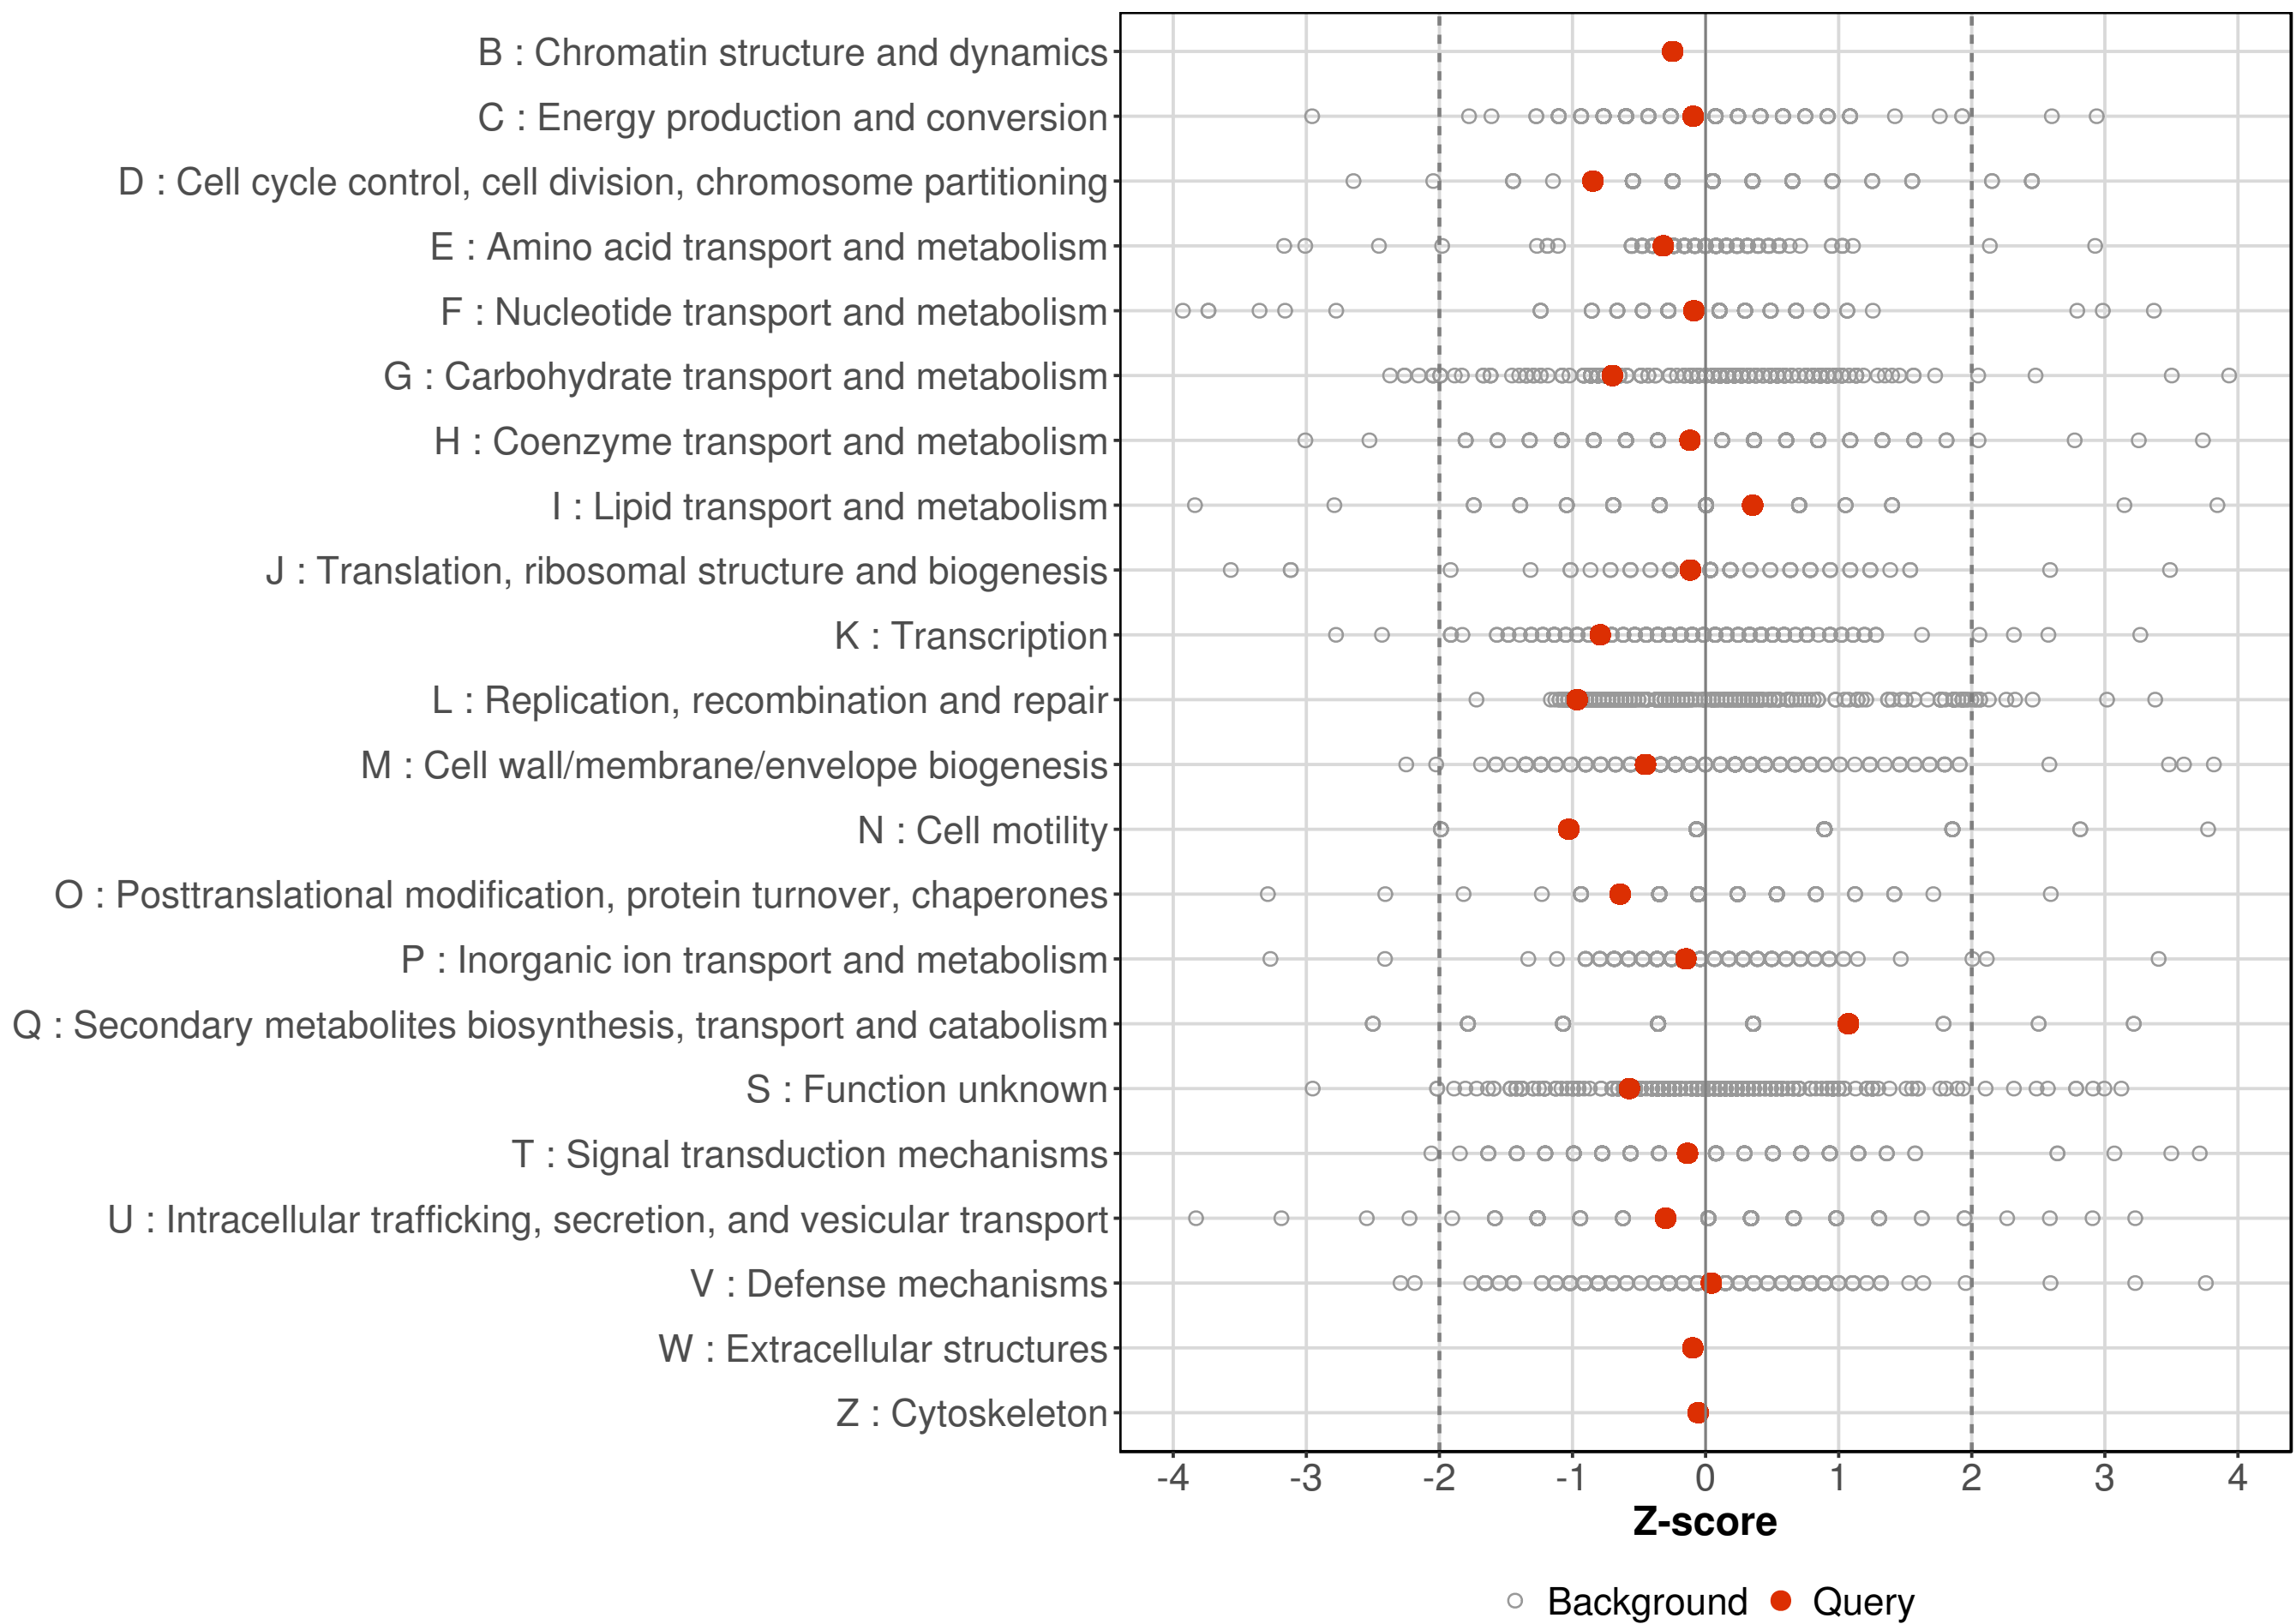 B : Chromatin structure and dynamics
C : Energy production and conversion
D : Cell cycle control, cell division, chromosome partitioning
E : Amino acid transport and metabolism
F : Nucleotide transport and metabolism
G : Carbohydrate transport and metabolism
H : Coenzyme transport and metabolism
I : Lipid transport and metabolism
J : Translation, ribosomal structure and biogenesis
K : Transcription
L : Replication, recombination and repair
M : Cell wall/membrane/envelope biogenesis
N : Cell motility
O : Posttranslational modification, protein turnover, chaperones
P : Inorganic ion transport and metabolism
Q : Secondary metabolites biosynthesis, transport and catabolism
S : Function unknown
T : Signal transduction mechanisms
U : Intracellular trafficking, secretion, and vesicular transport
V : Defense mechanisms
W : Extracellular structures
Z : Cytoskeleton
-4 -3 -2 -1 0 1 2 3 4
Z-score
Background Query